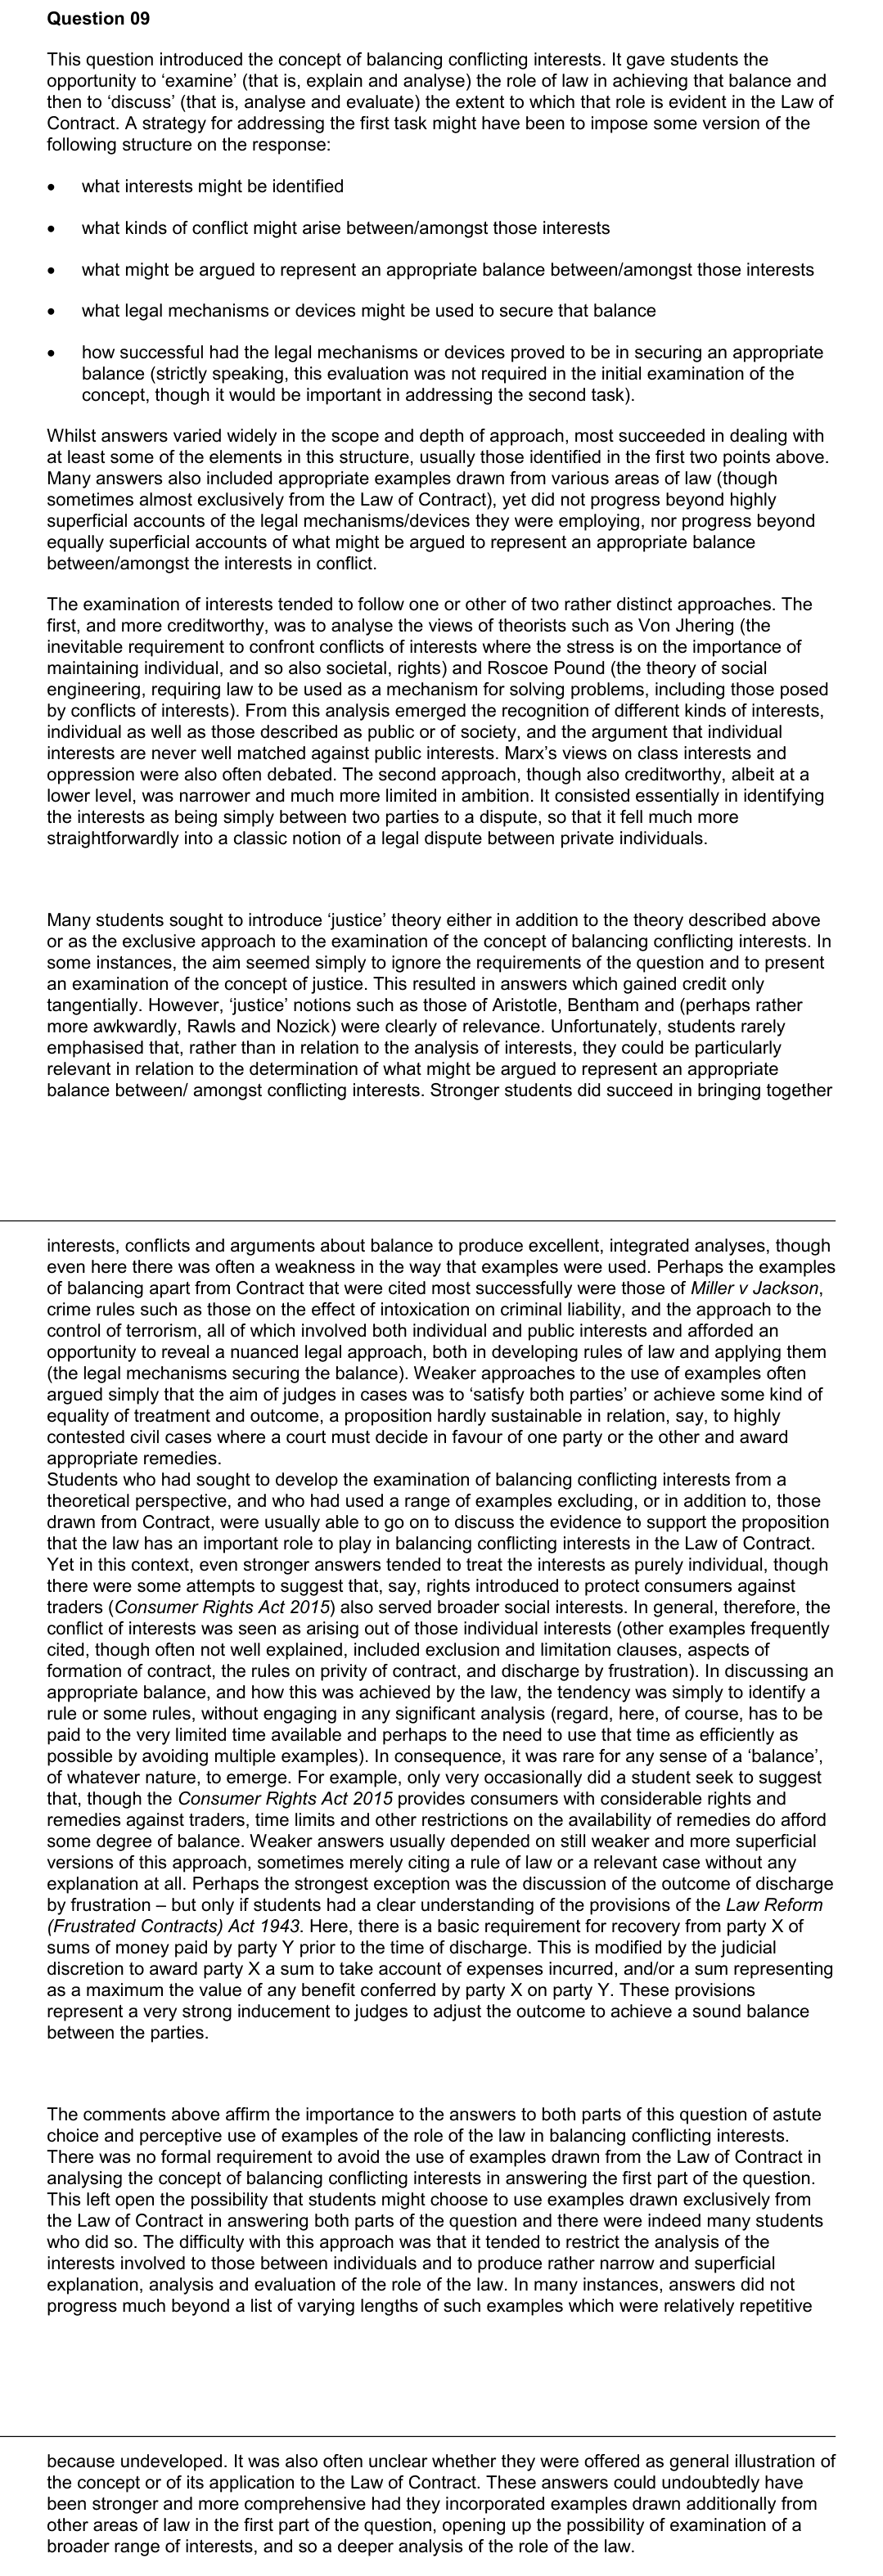 Question 09
This question introduced the concept of balancing conflicting interests. It gave students the
opportunity to ‘examine’ (that is, explain and analyse) the role of law in achieving that balance and
then to ‘discuss’ (that is, analyse and evaluate) the extent to which that role is evident in the Law of
Contract. A strategy for addressing the first task might have been to impose some version of the
following structure on the response:
• what interests might be identified
• what kinds of conflict might arise between/amongst those interests
• what might be argued to represent an appropriate balance between/amongst those interests
• what legal mechanisms or devices might be used to secure that balance
• how successful had the legal mechanisms or devices proved to be in securing an appropriate
balance (strictly speaking, this evaluation was not required in the initial examination of the
concept, though it would be important in addressing the second task).
Whilst answers varied widely in the scope and depth of approach, most succeeded in dealing with
at least some of the elements in this structure, usually those identified in the first two points above.
Many answers also included appropriate examples drawn from various areas of law (though
sometimes almost exclusively from the Law of Contract), yet did not progress beyond highly
superficial accounts of the legal mechanisms/devices they were employing, nor progress beyond
equally superficial accounts of what might be argued to represent an appropriate balance
between/amongst the interests in conflict.
The examination of interests tended to follow one or other of two rather distinct approaches. The
first, and more creditworthy, was to analyse the views of theorists such as Von Jhering (the
inevitable requirement to confront conflicts of interests where the stress is on the importance of
maintaining individual, and so also societal, rights) and Roscoe Pound (the theory of social
engineering, requiring law to be used as a mechanism for solving problems, including those posed
by conflicts of interests). From this analysis emerged the recognition of different kinds of interests,
individual as well as those described as public or of society, and the argument that individual
interests are never well matched against public interests. Marx’s views on class interests and
oppression were also often debated. The second approach, though also creditworthy, albeit at a
lower level, was narrower and much more limited in ambition. It consisted essentially in identifying
the interests as being simply between two parties to a dispute, so that it fell much more
straightforwardly into a classic notion of a legal dispute between private individuals.
Many students sought to introduce ‘justice’ theory either in addition to the theory described above
or as the exclusive approach to the examination of the concept of balancing conflicting interests. In
some instances, the aim seemed simply to ignore the requirements of the question and to present
an examination of the concept of justice. This resulted in answers which gained credit only
tangentially. However, ‘justice’ notions such as those of Aristotle, Bentham and (perhaps rather
more awkwardly, Rawls and Nozick) were clearly of relevance. Unfortunately, students rarely
emphasised that, rather than in relation to the analysis of interests, they could be particularly
relevant in relation to the determination of what might be argued to represent an appropriate
balance between/ amongst conflicting interests. Stronger students did succeed in bringing together
interests, conflicts and arguments about balance to produce excellent, integrated analyses, though
even here there was often a weakness in the way that examples were used. Perhaps the examples
of balancing apart from Contract that were cited most successfully were those of Miller v Jackson,
crime rules such as those on the effect of intoxication on criminal liability, and the approach to the
control of terrorism, all of which involved both individual and public interests and afforded an
opportunity to reveal a nuanced legal approach, both in developing rules of law and applying them
(the legal mechanisms securing the balance). Weaker approaches to the use of examples often
argued simply that the aim of judges in cases was to ‘satisfy both parties’ or achieve some kind of
equality of treatment and outcome, a proposition hardly sustainable in relation, say, to highly
contested civil cases where a court must decide in favour of one party or the other and award
appropriate remedies.
Students who had sought to develop the examination of balancing conflicting interests from a
theoretical perspective, and who had used a range of examples excluding, or in addition to, those
drawn from Contract, were usually able to go on to discuss the evidence to support the proposition
that the law has an important role to play in balancing conflicting interests in the Law of Contract.
Yet in this context, even stronger answers tended to treat the interests as purely individual, though
there were some attempts to suggest that, say, rights introduced to protect consumers against
traders (Consumer Rights Act 2015) also served broader social interests. In general, therefore, the
conflict of interests was seen as arising out of those individual interests (other examples frequently
cited, though often not well explained, included exclusion and limitation clauses, aspects of
formation of contract, the rules on privity of contract, and discharge by frustration). In discussing an
appropriate balance, and how this was achieved by the law, the tendency was simply to identify a
rule or some rules, without engaging in any significant analysis (regard, here, of course, has to be
paid to the very limited time available and perhaps to the need to use that time as efficiently as
possible by avoiding multiple examples). In consequence, it was rare for any sense of a ‘balance’,
of whatever nature, to emerge. For example, only very occasionally did a student seek to suggest
that, though the Consumer Rights Act 2015 provides consumers with considerable rights and
remedies against traders, time limits and other restrictions on the availability of remedies do afford
some degree of balance. Weaker answers usually depended on still weaker and more superficial
versions of this approach, sometimes merely citing a rule of law or a relevant case without any
explanation at all. Perhaps the strongest exception was the discussion of the outcome of discharge
by frustration – but only if students had a clear understanding of the provisions of the Law Reform
(Frustrated Contracts) Act 1943. Here, there is a basic requirement for recovery from party X of
sums of money paid by party Y prior to the time of discharge. This is modified by the judicial
discretion to award party X a sum to take account of expenses incurred, and/or a sum representing
as a maximum the value of any benefit conferred by party X on party Y. These provisions
represent a very strong inducement to judges to adjust the outcome to achieve a sound balance
between the parties.
The comments above affirm the importance to the answers to both parts of this question of astute
choice and perceptive use of examples of the role of the law in balancing conflicting interests.
There was no formal requirement to avoid the use of examples drawn from the Law of Contract in
analysing the concept of balancing conflicting interests in answering the first part of the question.
This left open the possibility that students might choose to use examples drawn exclusively from
the Law of Contract in answering both parts of the question and there were indeed many students
who did so. The difficulty with this approach was that it tended to restrict the analysis of the
interests involved to those between individuals and to produce rather narrow and superficial
explanation, analysis and evaluation of the role of the law. In many instances, answers did not
progress much beyond a list of varying lengths of such examples which were relatively repetitive
because undeveloped. It was also often unclear whether they were offered as general illustration of
the concept or of its application to the Law of Contract. These answers could undoubtedly have
been stronger and more comprehensive had they incorporated examples drawn additionally from
other areas of law in the first part of the question, opening up the possibility of examination of a
broader range of interests, and so a deeper analysis of the role of the law.